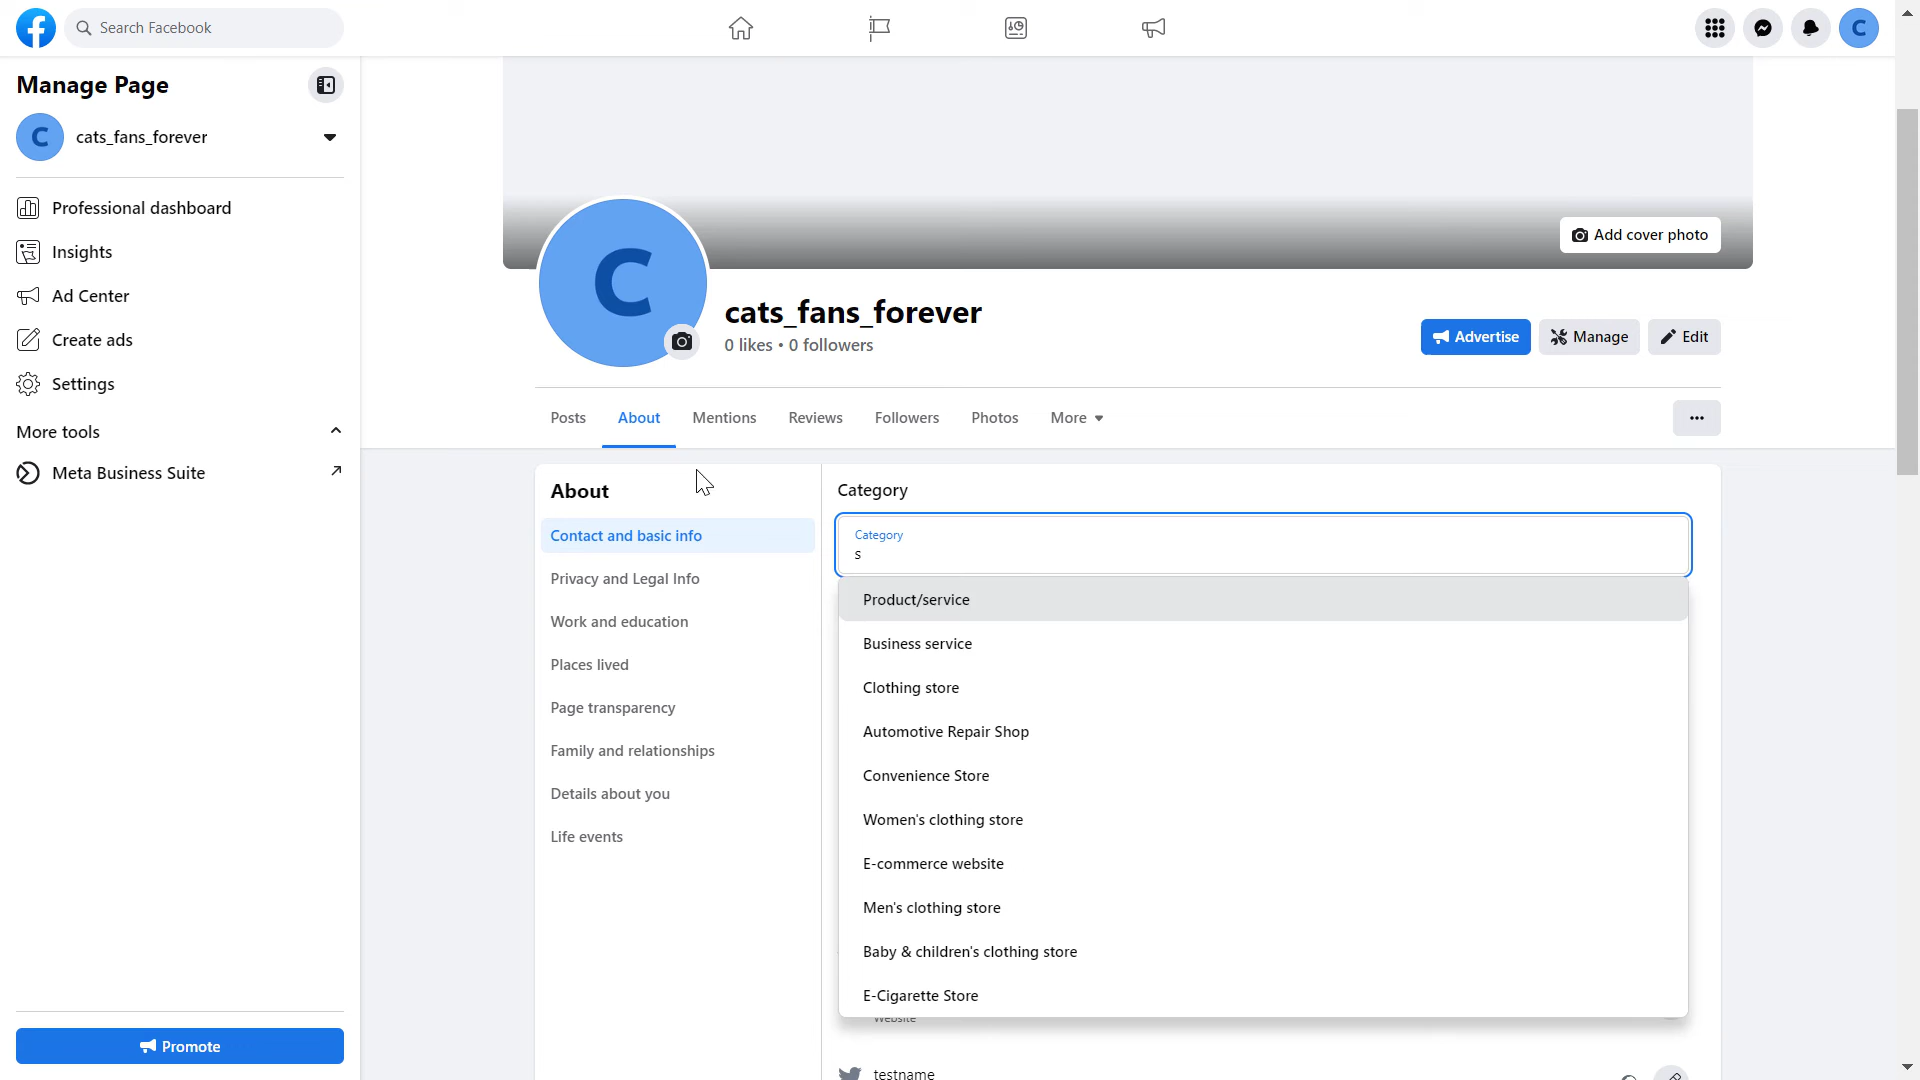 Search Facebook
C
Manage Page
C cats_fans_forever
Professional dashboard
Insights
Ad Center
Create ads
Settings
More tools
Meta Business Suite
Promote
Add cover photo
C
cats_fans_forever
0 likes • 0 followers
Advertise Manage Edit
Posts About Mentions Reviews Followers Photos More
About
Contact and basic info
Privacy and Legal Info
Work and education
Places lived
Page transparency
Family and relationships
Details about you
Life events
Category
Category
s
Product/service
Business service
Clothing store
Automotive Repair Shop
Convenience Store
Women's clothing store
E-commerce website
Men's clothing store
Baby & children's clothing store
E-Cigarette Store
Website
testname